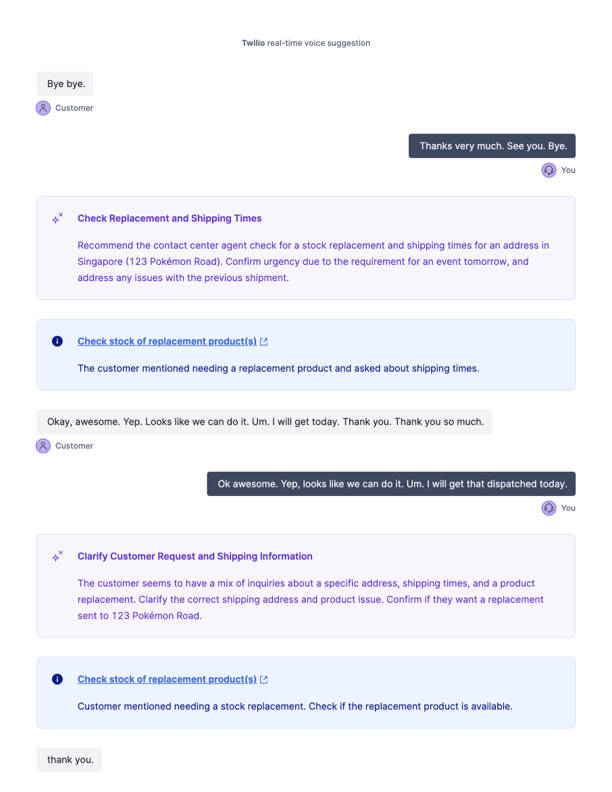 Twilio real-time voice suggestion
Bye bye.
Customer
Thanks very much. See you. Bye.
You
Check Replacement and Shipping Times
Recommend the contact center agent check for a stock replacement and shipping times for an address in
Singapore (123 Pokémon Road). Confirm urgency due to the requirement for an event tomorrow, and
address any issues with the previous shipment.
Check stock of replacement product(s)
The customer mentioned needing a replacement product and asked about shipping times.
Okay, awesome. Yep. Looks like we can do it. Um. I will get today. Thank you. Thank you so much.
Customer
Ok awesome. Yep, looks like we can do it. Um. I will get that dispatched today.
You
Clarify Customer Request and Shipping Information
The customer seems to have a mix of inquiries about a specific address, shipping times, and a product
replacement. Clarify the correct shipping address and product issue. Confirm if they want a replacement
sent to 123 Pokémon Road.
Check stock of replacement product(s)
Customer mentioned needing a stock replacement. Check if the replacement product is available.
thank you.